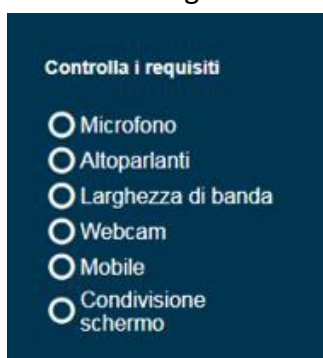 Controlla i requisiti
Microfono
Altoparlanti
Larghezza di banda
Webcam
Mobile
Condivisione
schermo